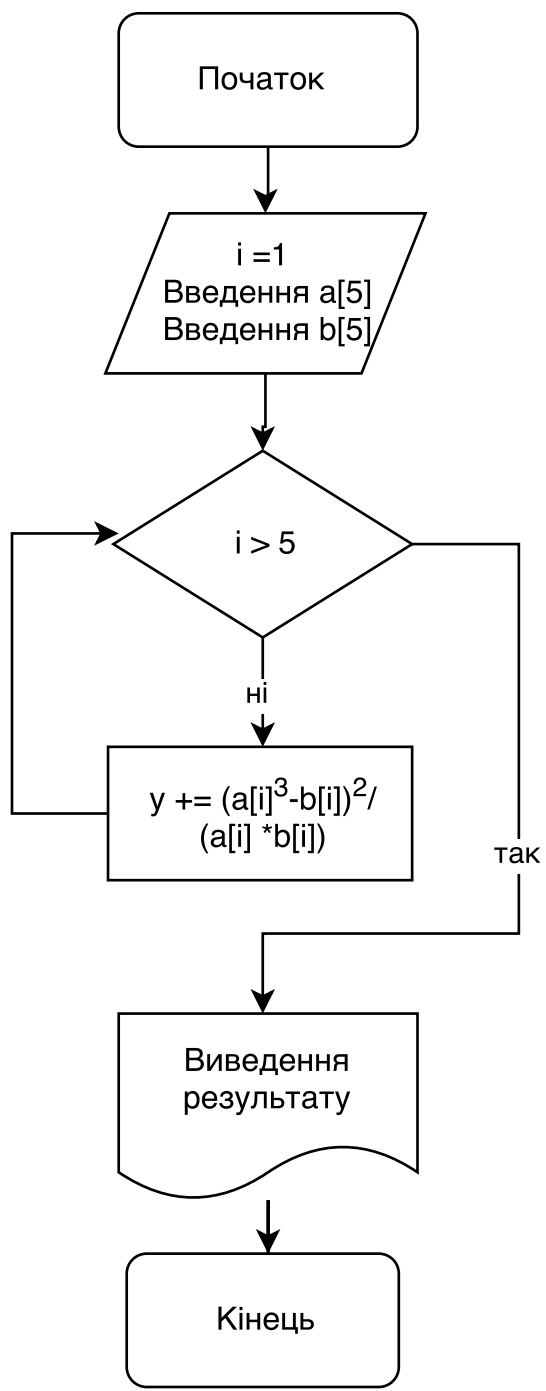 Початок
i =1
Введення a[5]
Введення b[5]
i > 5
ні
y += (a[i]³-b[i])²/
(a[i] *b[i])
так
Виведення
результату
Кінець